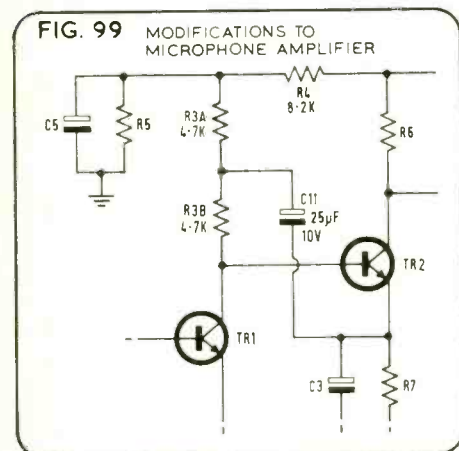 FIG. 99 MODIFICATIONS TO
MICROPHONE AMPLIFIER
R4
8·2K
C5
R5
R3A
4·7K
R6
R3B
4·7K
C11
25µF
10V
TR2
TR1
C3
R7